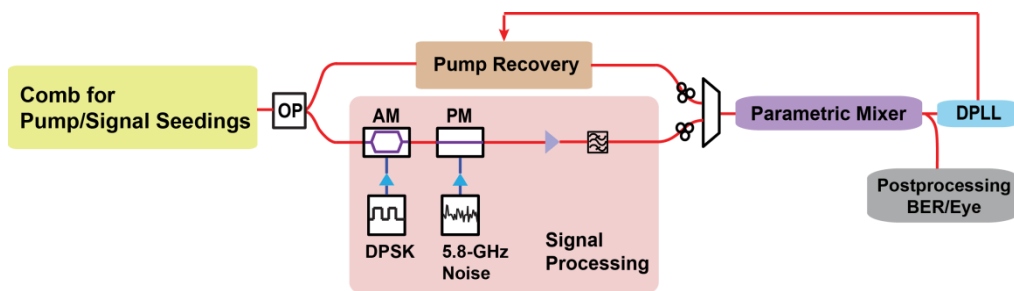 Comb for
Pump/Signal Seedings
OP
Pump Recovery
AM
PM
DPSK
5.8-GHz
Noise
Signal
Processing
Parametric Mixer
DPLL
Postprocessing
BER/Eye